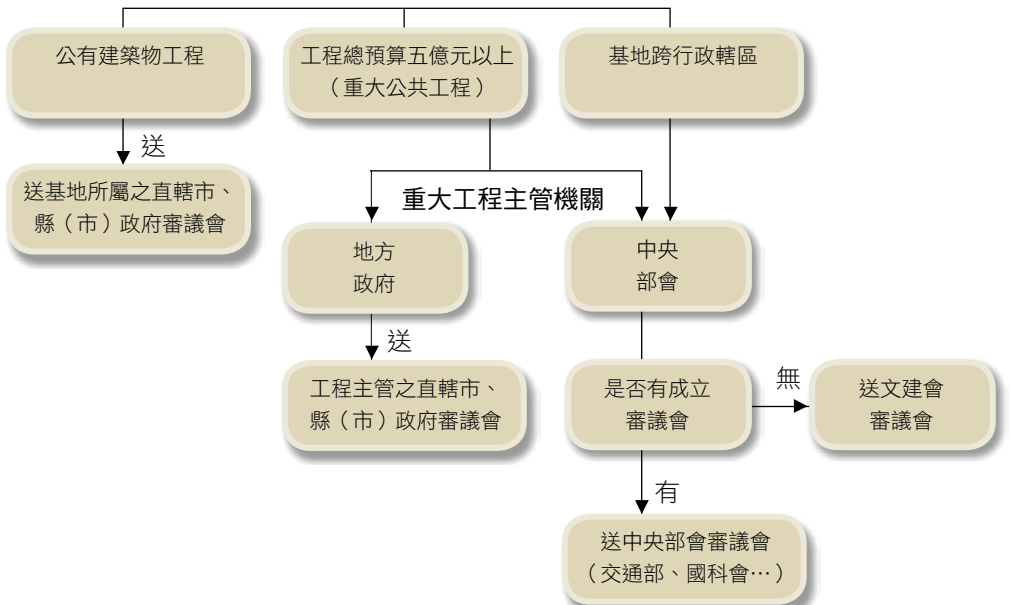 公有建築物工程
工程總預算五億元以上
（重大公共工程）
基地跨行政轄區
送
送基地所屬之直轄市、
縣（市）政府審議會
重大工程主管機關
地方
政府
中央
部會
送
工程主管之直轄市、
縣（市）政府審議會
是否有成立
審議會
無
送文建會
審議會
有
送中央部會審議會
（交通部、國科會…）